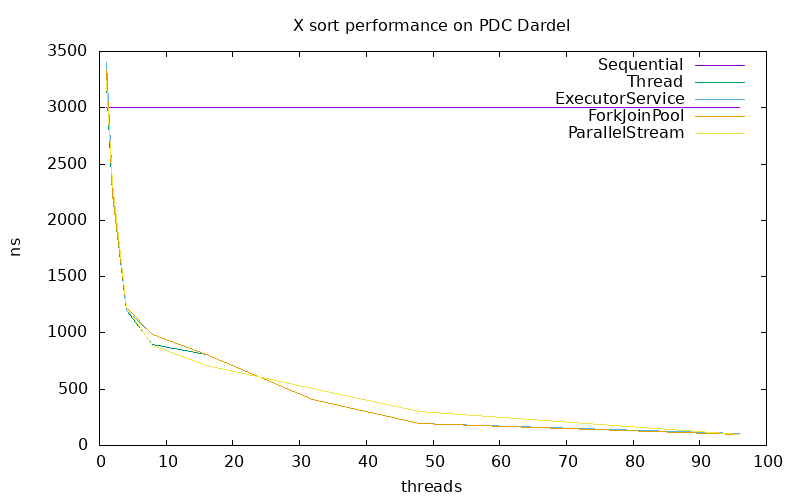 X sort performance on PDC Dardel
3500
3000
2500
2000
1500
1000
500
0
ns
Sequential
Thread
ExecutorService
ForkJoinPool
ParallelStream
0 10 20 30 40 50 60 70 80 90 100
threads